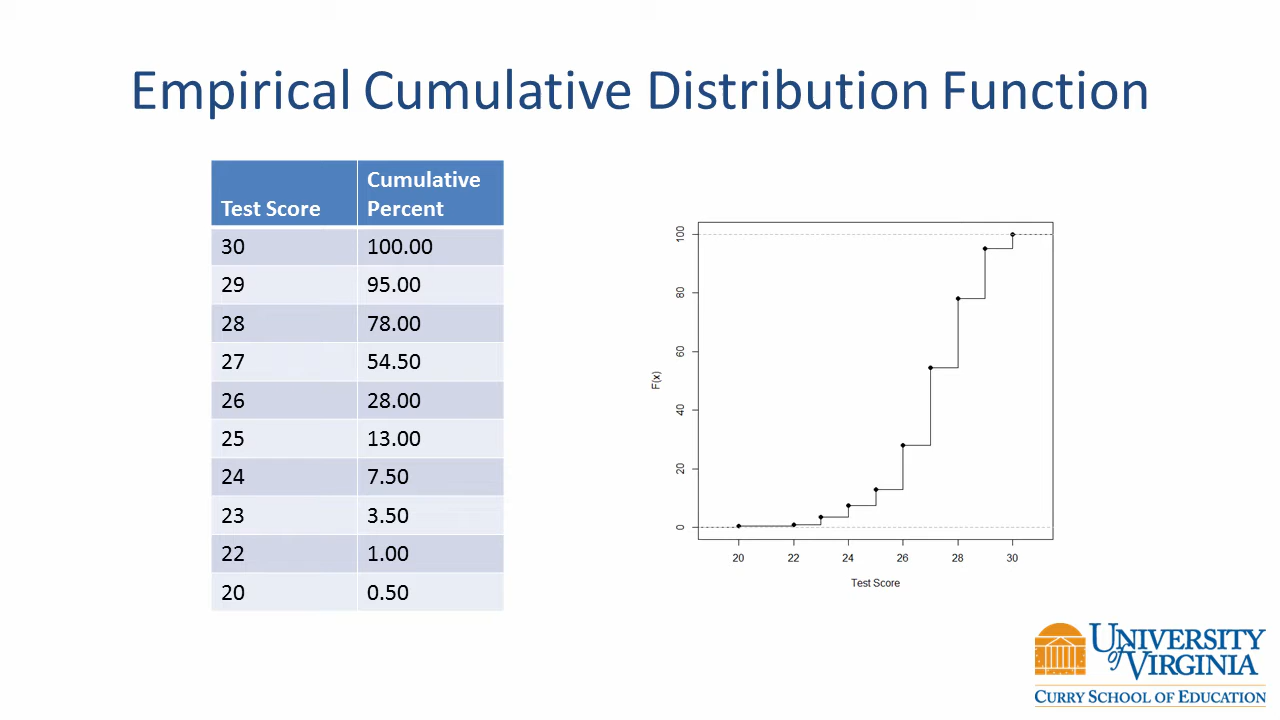 Empirical Cumulative Distribution Function
Test Score Cumulative Percent
30 100.00
29 95.00
28 78.00
27 54.50
26 28.00
25 13.00
24 7.50
23 3.50
22 1.00
20 0.50
100
80
60
40
20
0
F(x)
20 22 24 26 28 30
Test Score
UNIVERSITY
of VIRGINIA
CURRY SCHOOL OF EDUCATION